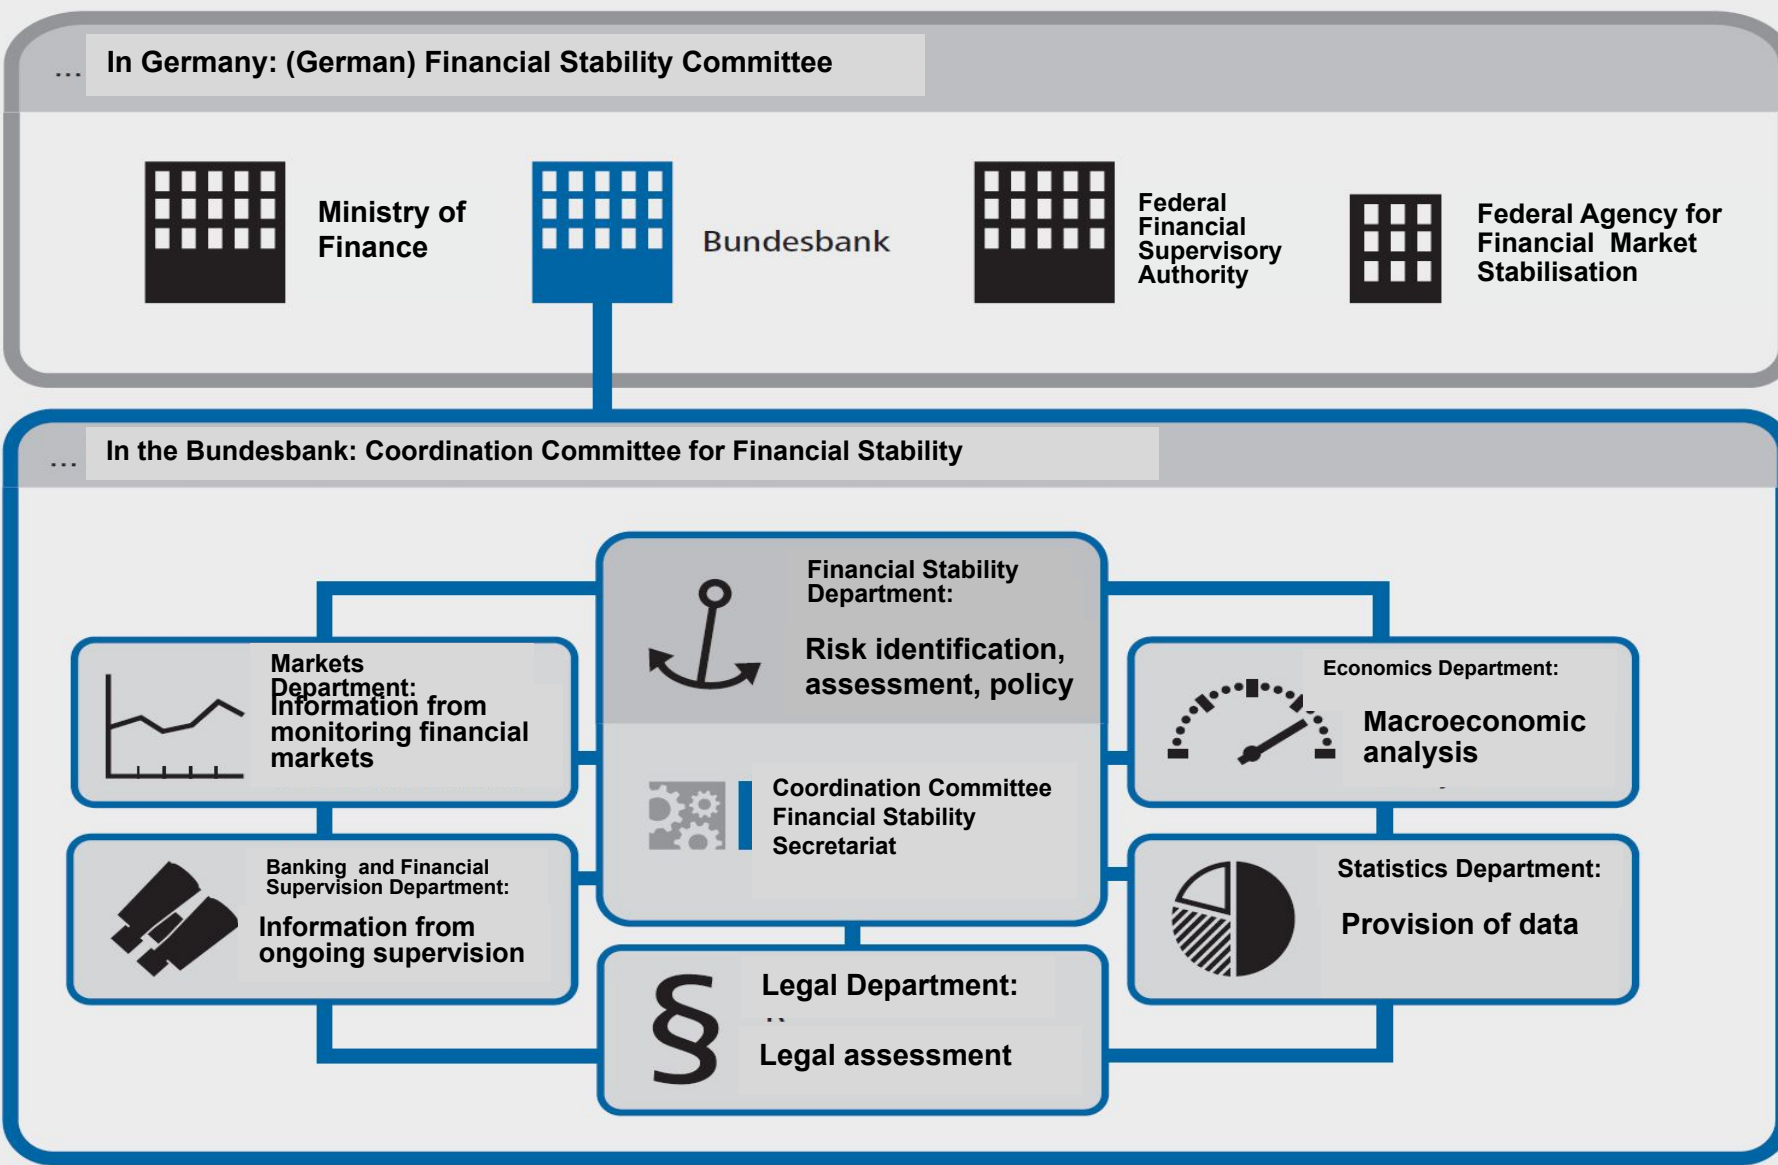 ... In Germany: (German) Financial Stability Committee
Ministry of
Finance
Bundesbank
Federal
Financial
Supervisory
Authority
Federal Agency for
Financial Market
Stabilisation
... In the Bundesbank: Coordination Committee for Financial Stability
Financial Stability
Department:
Risk identification,
assessment, policy
Markets
Department:
Information from
monitoring financial
markets
Economics Department:
Macroeconomic
analysis
Coordination Committee
Financial Stability
Secretariat
Banking and Financial
Supervision Department:
Information from
ongoing supervision
Statistics Department:
Provision of data
§
Legal Department:
Legal assessment